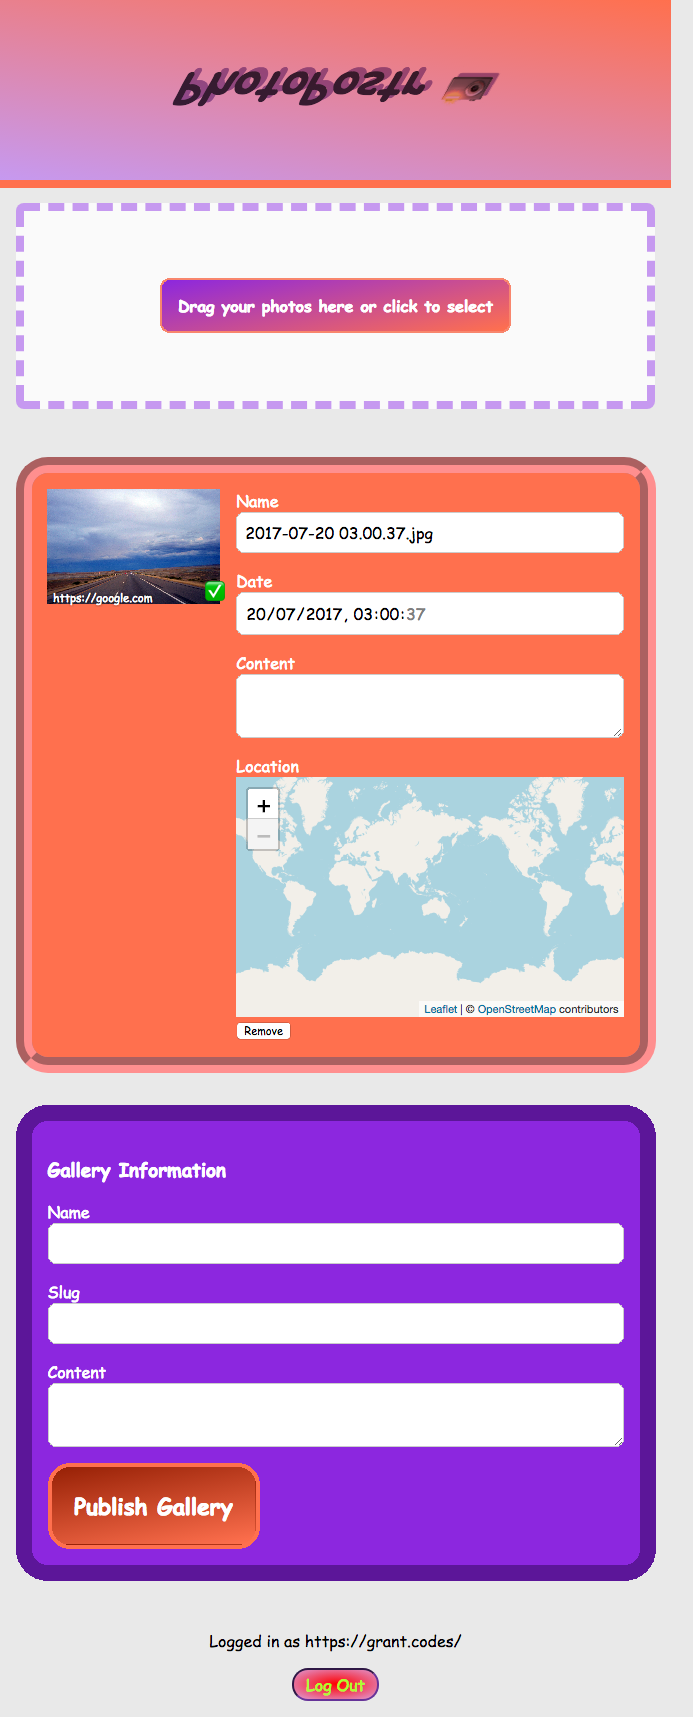 PhotoPostr
Drag your photos here or click to select
https://google.com
Name
2017-07-20 03.00.37.jpg
Date
20/07/2017, 03:00:37
Content
Location
+
−
Leaflet | © OpenStreetMap contributors
Remove
Gallery Information
Name
Slug
Content
Publish Gallery
Logged in as https://grant.codes/
Log Out